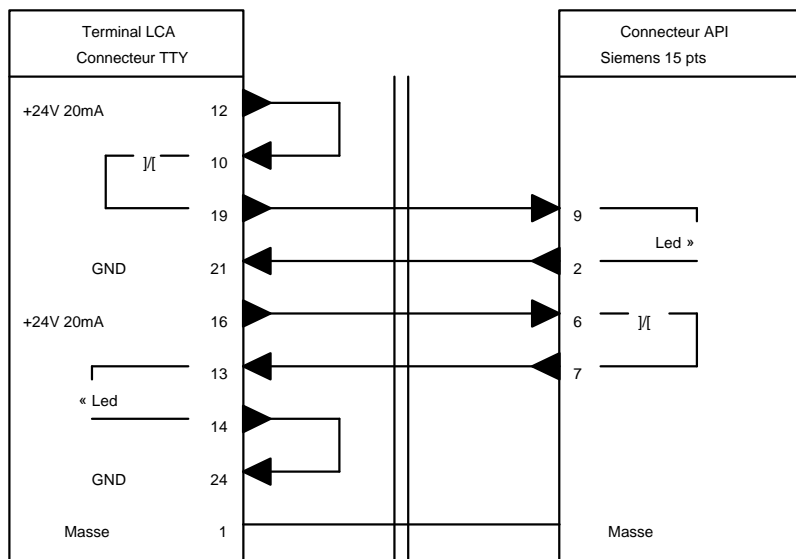 Terminal LCA
Connecteur TTY
Connecteur API
Siemens 15 pts
+24V 20mA 12
]/[ 10
19 9
Led »
GND 21 2
+24V 20mA 16 6 ]/[
13 7
« Led
14
GND 24
Masse 1 Masse